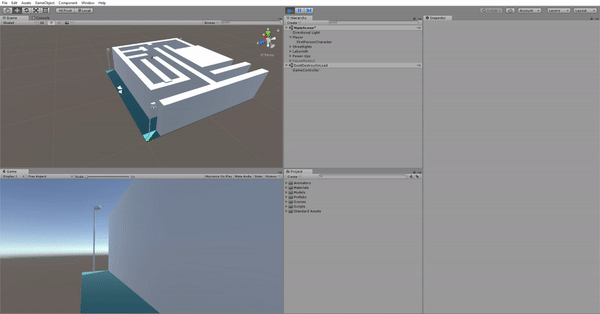 File Edit Assets GameObject Component Window Help
Account
Layers
Layout
Scene
Console
Shaded
Hierarchy
Create
Directional Light
Player
FirstPersonCharacter
Streetlights
Labyrinth
Power-Ups
DontDestroyOnLoad
GameController
Inspector
Game
Display 1
Free Aspect
Scale
Maximize On Play Mute Audio Stats Gizmos
Project
Create
Materials
Models
Prefabs
Scenes
Scripts
Standard Assets